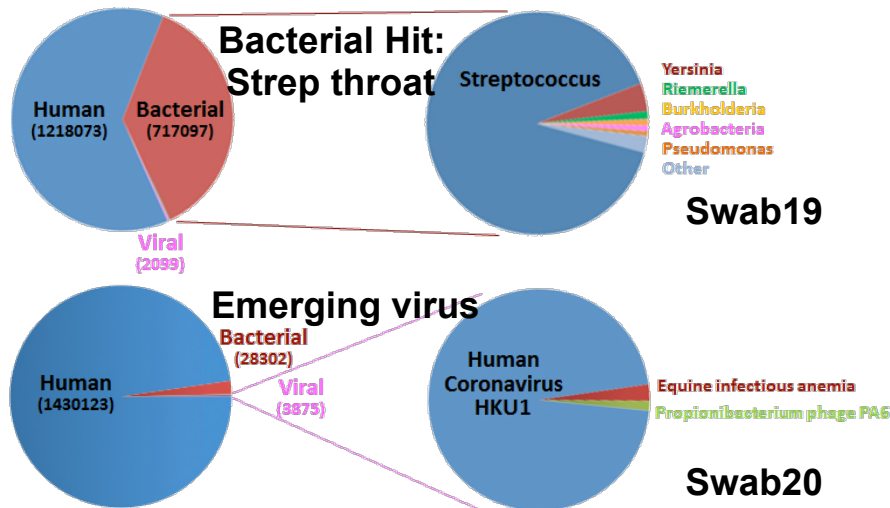 Bacterial Hit:
Strep throat
Human
(1218073)
Bacterial
(717097)
Viral
(2099)
Streptococcus
Yersinia
Riemerella
Burkholderia
Agrobacteria
Pseudomonas
Other
Swab19
Emerging virus
Human
(1430123)
Bacterial
(28302)
Viral
(3875)
Human
Coronavirus
HKU1
Equine infectious anemia
Propionibacterium phage PA6
Swab20